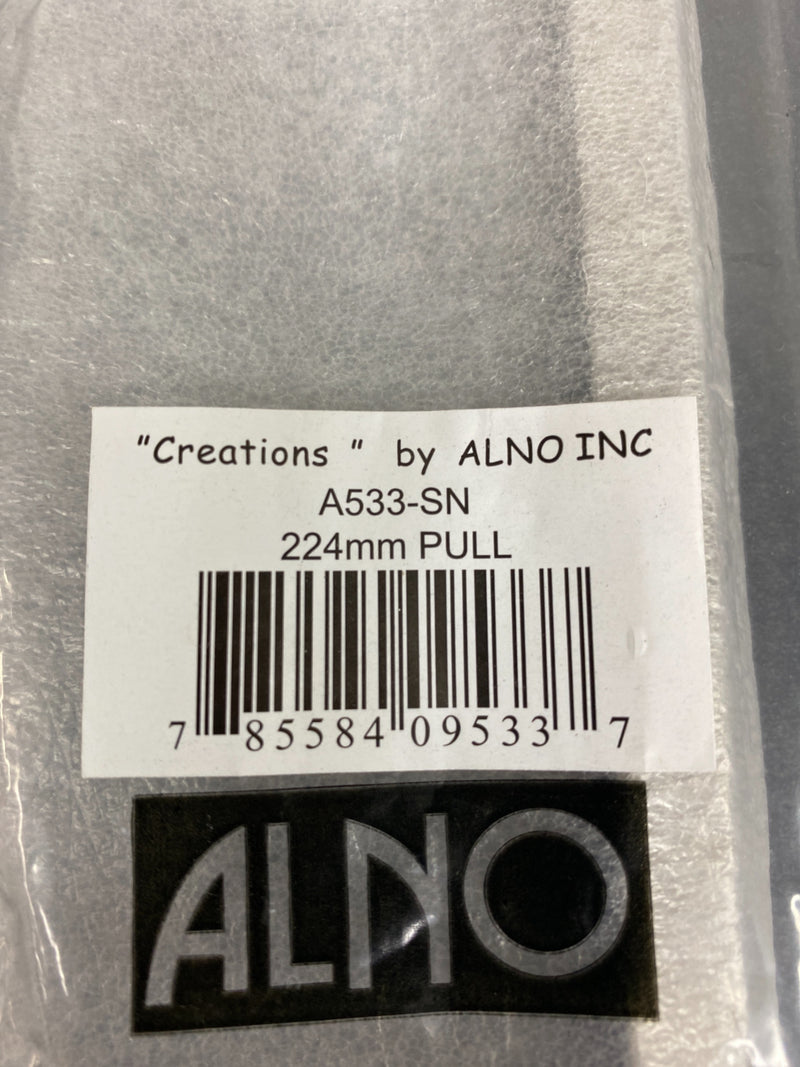 "Creations " by ALNO INC
A533-SN
224mm PULL
7 85584 09533 7
ALNO